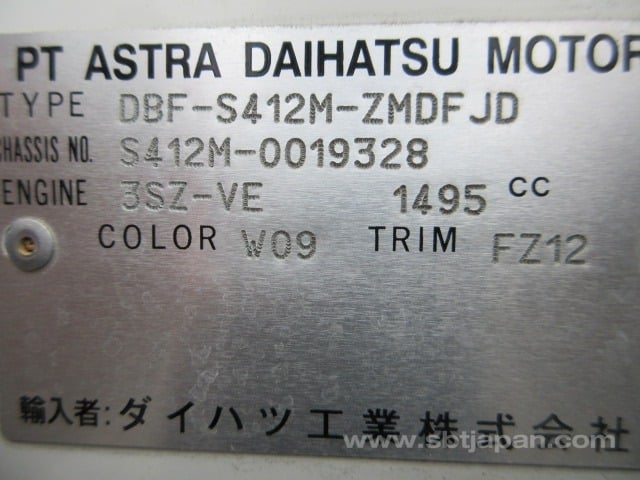 PT ASTRA DAIHATSU MOTOR
TYPE DBF-S412M-ZMDFJD
CHASSIS NO. S412M-0019328
ENGINE 3SZ-VE 1495 CC
COLOR W09 TRIM FZ12
輸入者:ダイハツ工業株式会社
www.sbtjapan.com